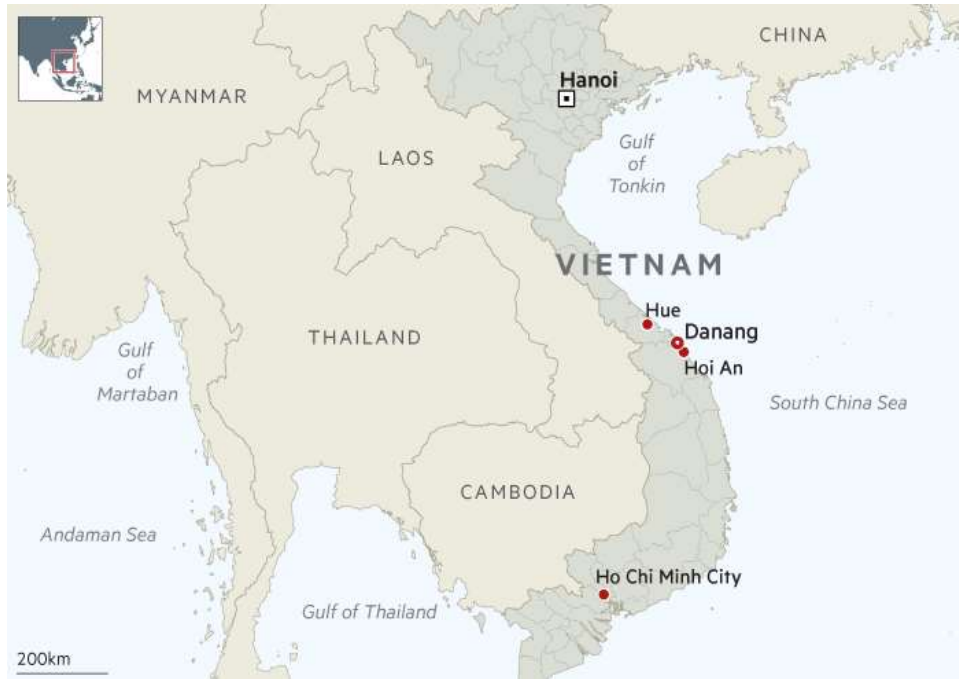 CHINA
Hanoi
MYANMAR
Gulf
of
Tonkin
LAOS
VIETNAM
Hue
Danang
Hoi An
THAILAND
Gulf
of
Martaban
South China Sea
CAMBODIA
Andaman Sea
Ho Chi Minh City
Gulf of Thailand
200km